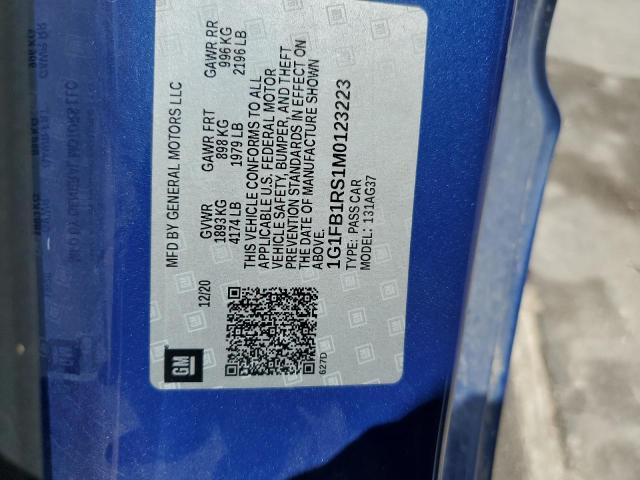 MFD BY GENERAL MOTORS LLC
12/20 GVWR GAWR FRT GAWR RR
1893KG 898 KG 996 KG
4174 LB 1979 LB 2196 LB
THIS VEHICLE CONFORMS TO ALL
APPLICABLE U.S. FEDERAL MOTOR
VEHICLE SAFETY, BUMPER, AND THEFT
PREVENTION STANDARDS IN EFFECT ON
THE DATE OF MANUFACTURE SHOWN
ABOVE.
1G1FB1RS1M0123223
TYPE: PASS CAR
MODEL: 131AG37
GM
627D